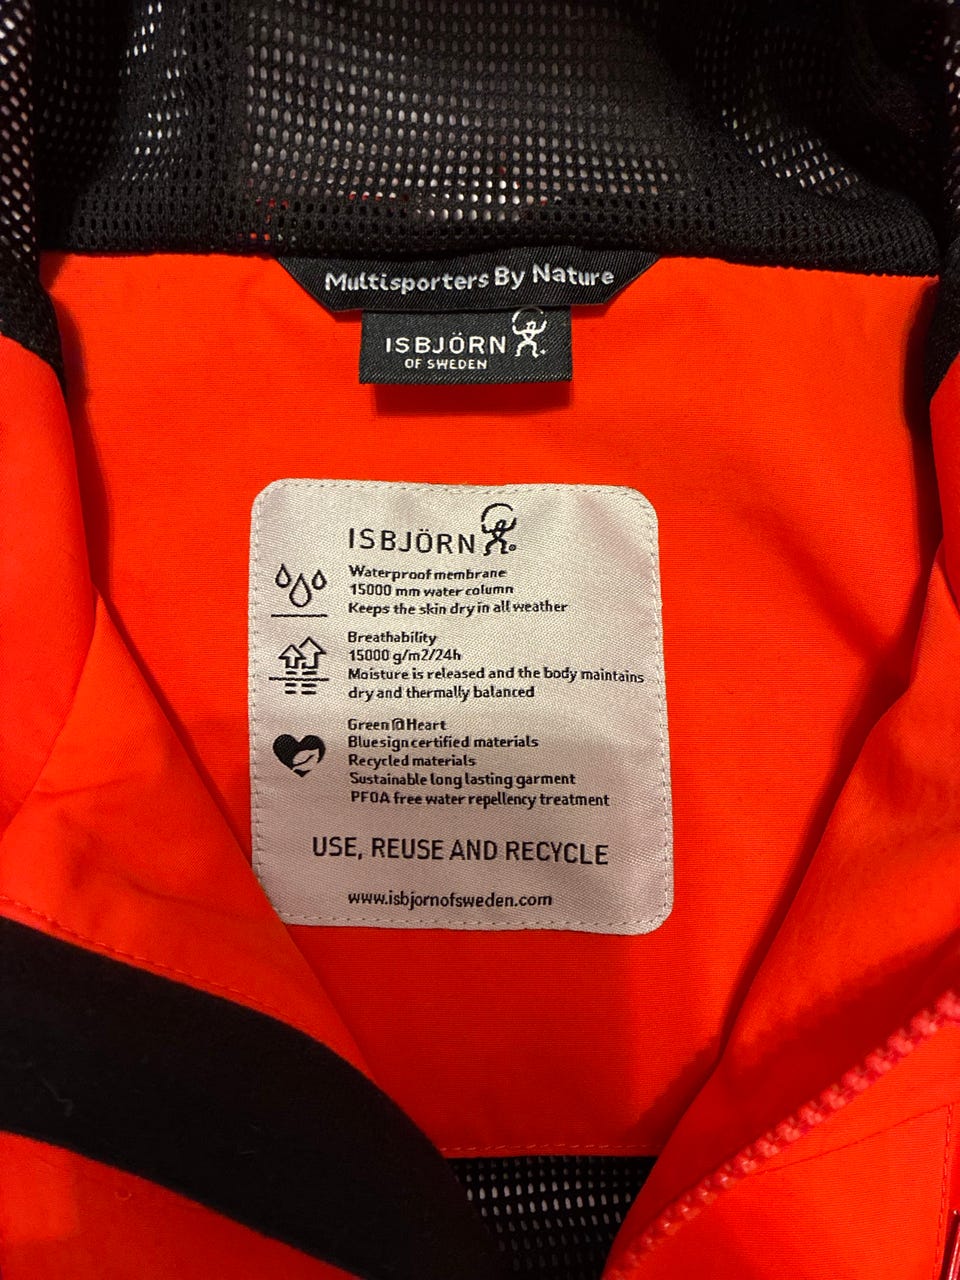 Multisporters By Nature
ISBJÖRN
OF SWEDEN
ISBJÖRN
Waterproof membrane
15000 mm water column
Keeps the skin dry in all weather
Breathability
15000 g/m2/24h
Moisture is released and the body maintains
dry and thermally balanced
Green@Heart
Bluesign certified materials
Recycled materials
Sustainable long lasting garment
PFOA free water repellency treatment
USE, REUSE AND RECYCLE
www.isbjornofsweden.com